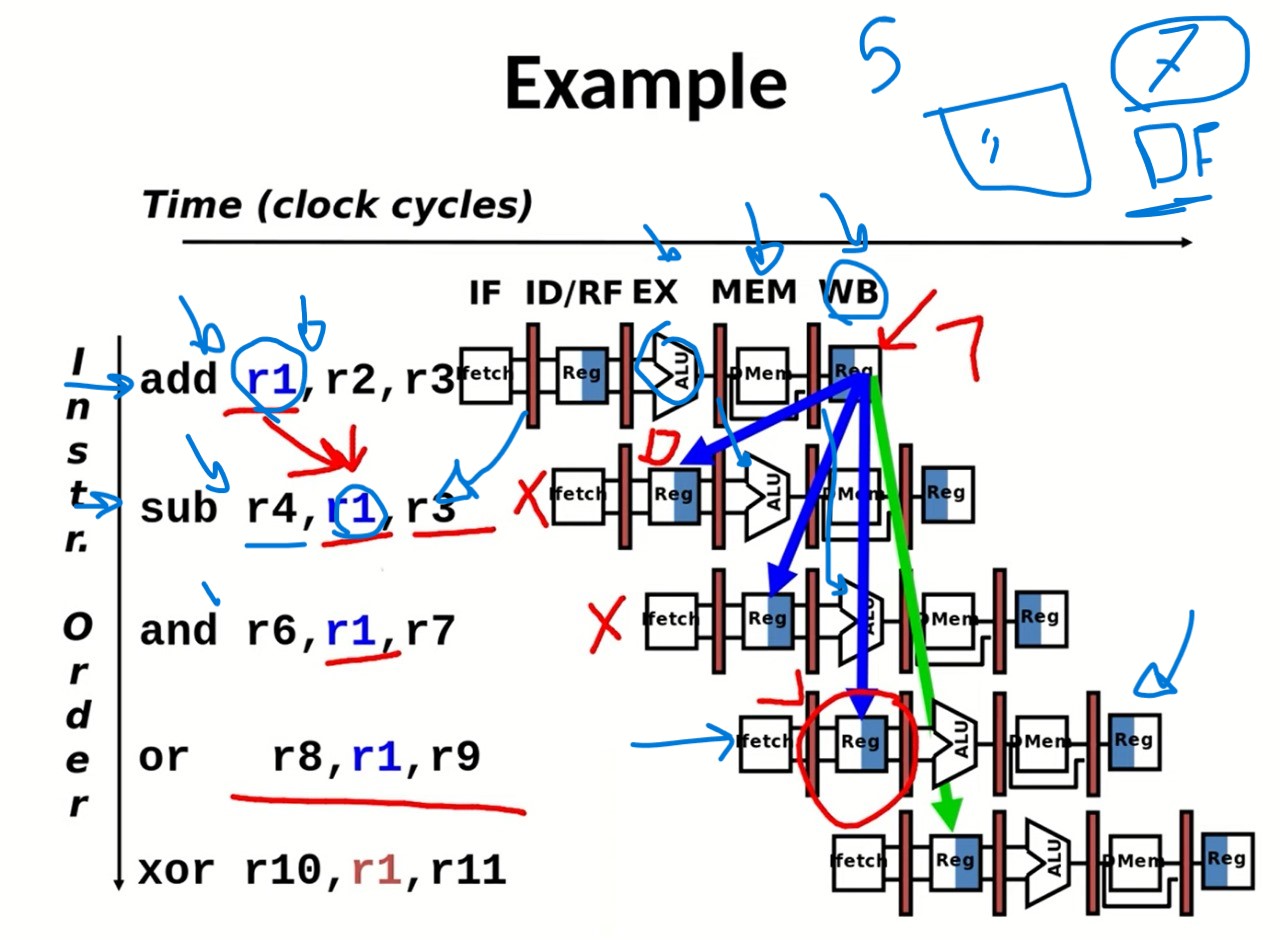 5
7
Example
DF
Time (clock cycles)
IF ID/RF EX MEM WB
Instr. Order
add r1,r2,r3
Ifetch Reg ALU DMem Reg
7
D
sub r4,r1,r3
X Ifetch Reg ALU DMem Reg
and r6,r1,r7
X Ifetch Reg ALU DMem Reg
or r8,r1,r9
Ifetch Reg ALU DMem Reg
xor r10,r1,r11
Ifetch Reg ALU DMem Reg